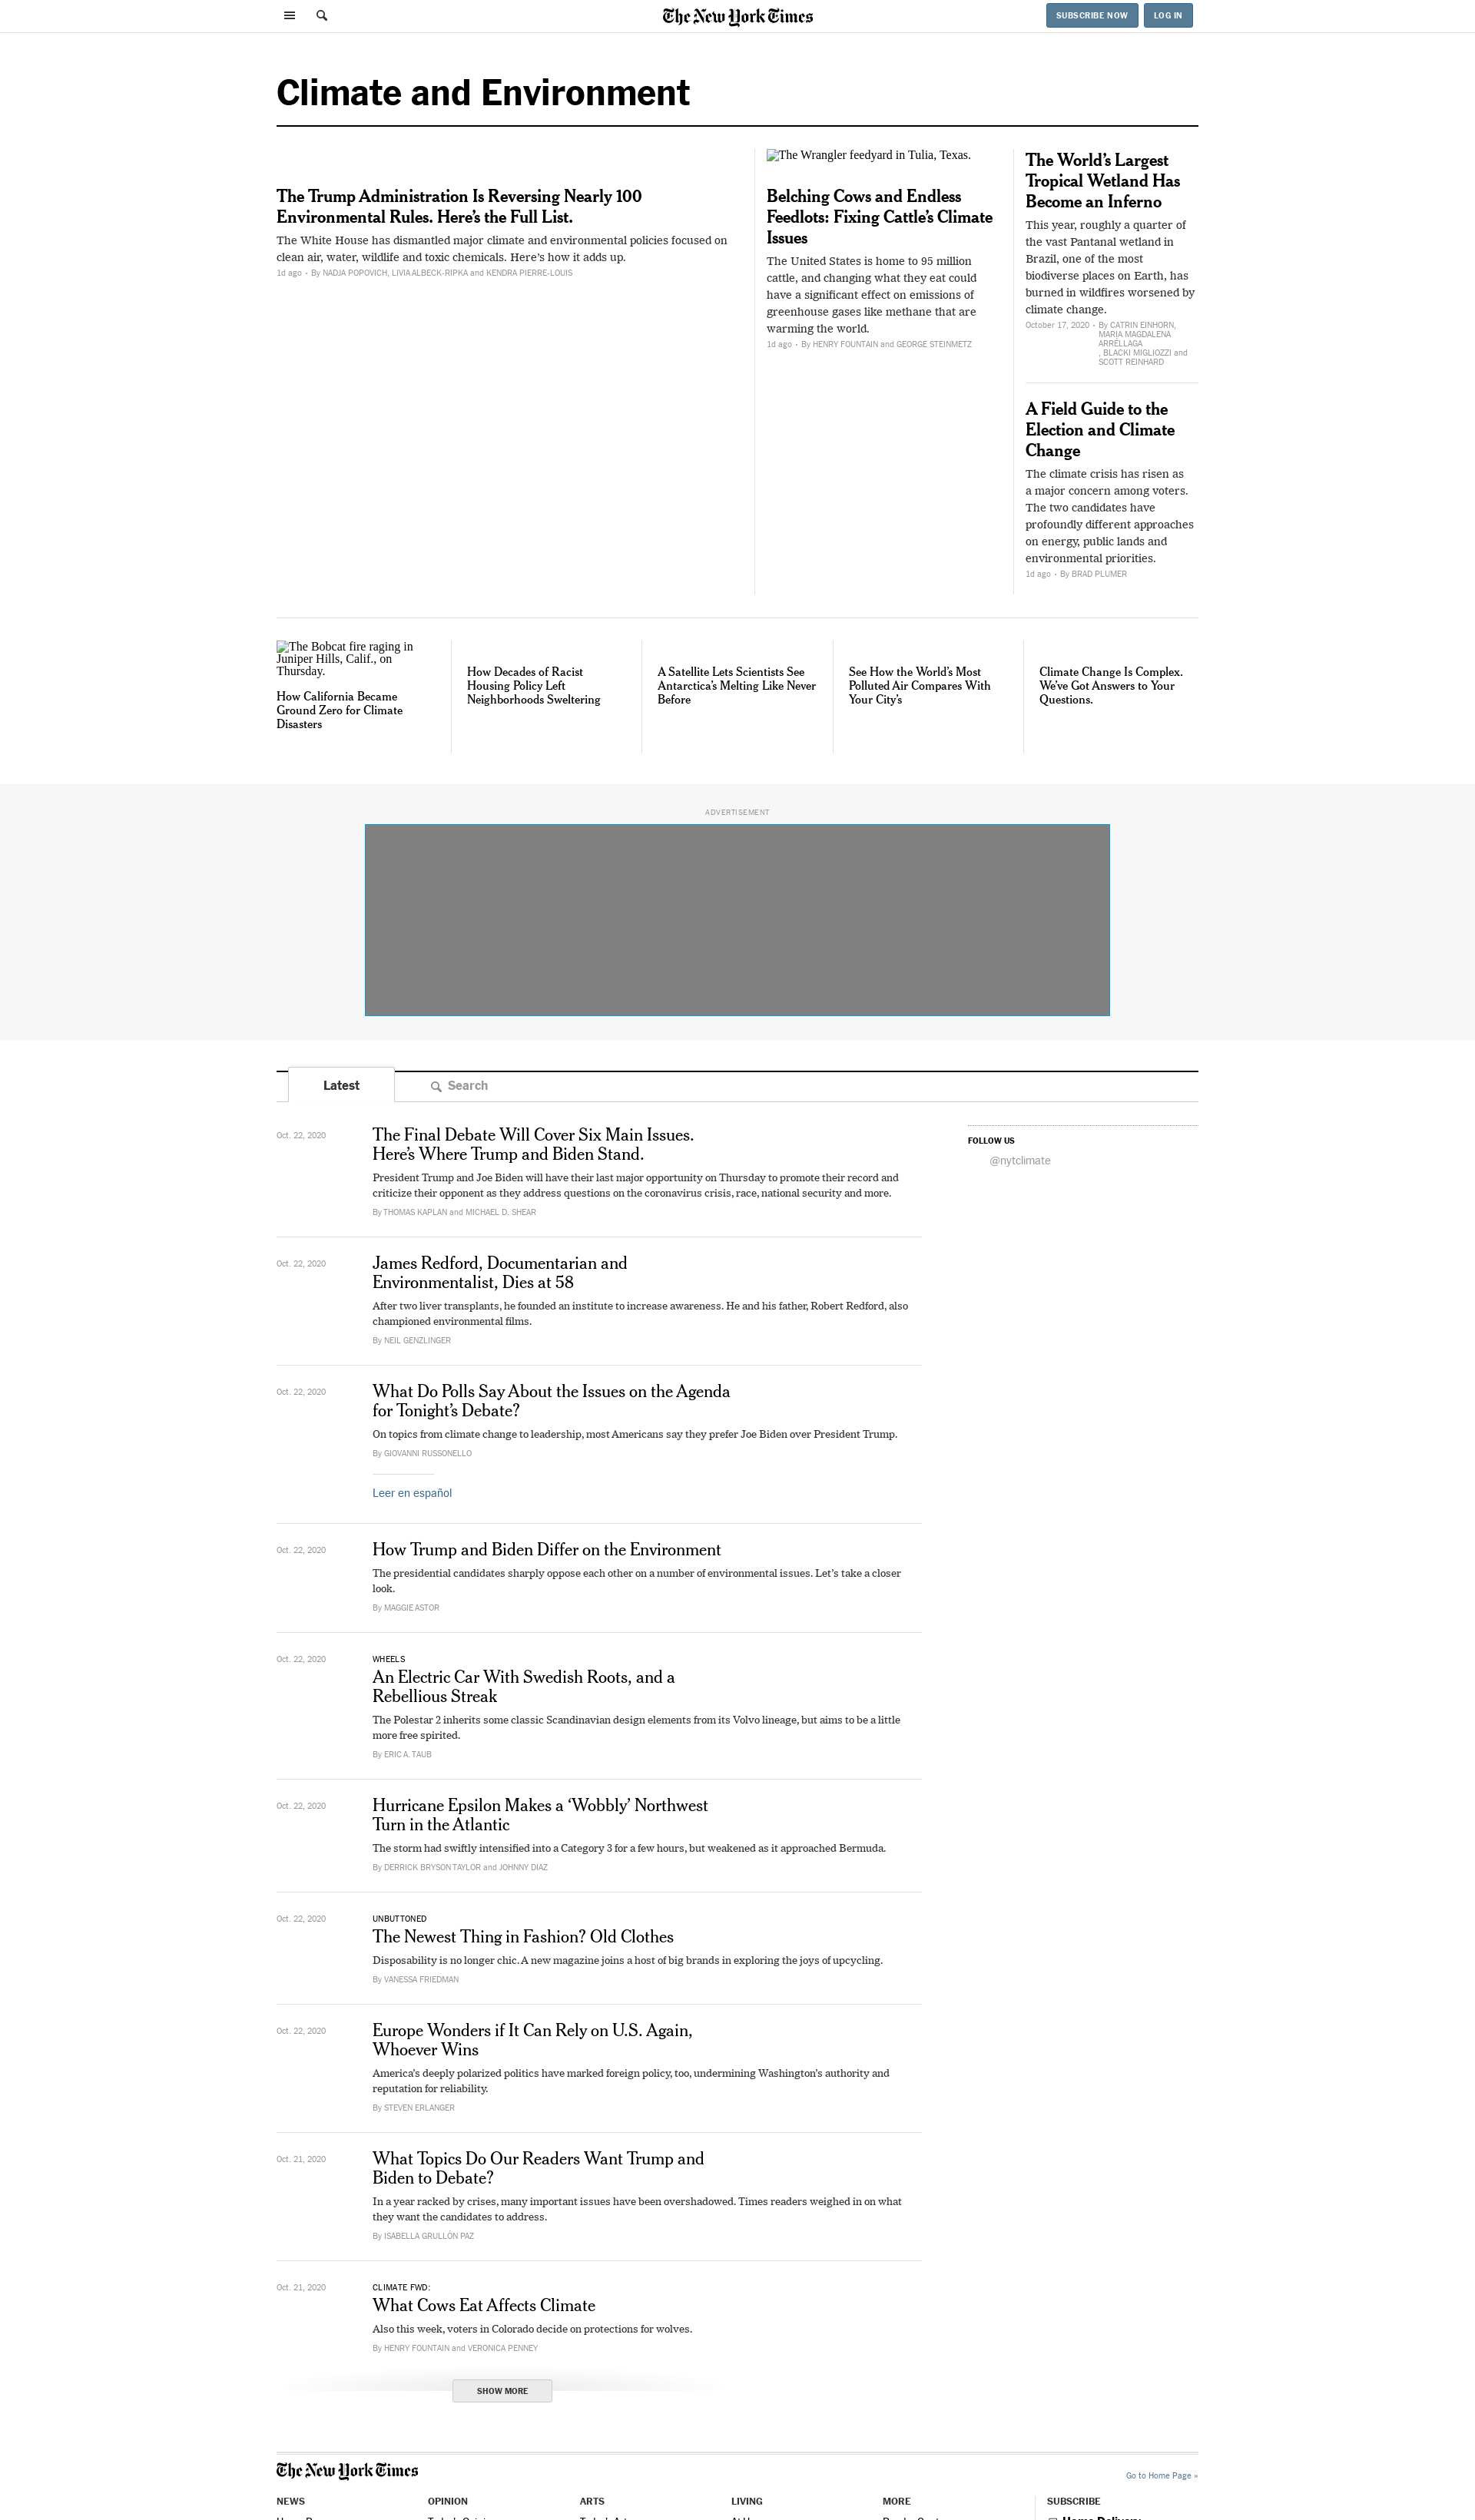 The New York Times
SUBSCRIBE NOW
LOG IN
Climate and Environment
The Trump Administration Is Reversing Nearly 100
Environmental Rules. Here’s the Full List.
The White House has dismantled major climate and environmental policies focused on
clean air, water, wildlife and toxic chemicals. Here’s how it adds up.
1d ago • By NADJA POPOVICH, LIVIA ALBECK-RIPKA and KENDRA PIERRE-LOUIS
The Wrangler feedyard in Tulia, Texas.
Belching Cows and Endless
Feedlots: Fixing Cattle’s Climate
Issues
The United States is home to 95 million
cattle, and changing what they eat could
have a significant effect on emissions of
greenhouse gases like methane that are
warming the world.
1d ago • By HENRY FOUNTAIN and GEORGE STEINMETZ
The World’s Largest
Tropical Wetland Has
Become an Inferno
This year, roughly a quarter of
the vast Pantanal wetland in
Brazil, one of the most
biodiverse places on Earth, has
burned in wildfires worsened by
climate change.
October 17, 2020 • By CATRIN EINHORN,
MARIA MAGDALENA
ARRÉLLAGA
, BLACKI MIGLIOZZI and
SCOTT REINHARD
A Field Guide to the
Election and Climate
Change
The climate crisis has risen as
a major concern among voters.
The two candidates have
profoundly different approaches
on energy, public lands and
environmental priorities.
1d ago • By BRAD PLUMER
The Bobcat fire raging in
Juniper Hills, Calif., on
Thursday.
How California Became
Ground Zero for Climate
Disasters
How Decades of Racist
Housing Policy Left
Neighborhoods Sweltering
A Satellite Lets Scientists See
Antarctica’s Melting Like Never
Before
See How the World’s Most
Polluted Air Compares With
Your City’s
Climate Change Is Complex.
We’ve Got Answers to Your
Questions.
ADVERTISEMENT
Latest
Search
Oct. 22, 2020
The Final Debate Will Cover Six Main Issues.
Here’s Where Trump and Biden Stand.
President Trump and Joe Biden will have their last major opportunity on Thursday to promote their record and
criticize their opponent as they address questions on the coronavirus crisis, race, national security and more.
By THOMAS KAPLAN and MICHAEL D. SHEAR
FOLLOW US
@nytclimate
Oct. 22, 2020
James Redford, Documentarian and
Environmentalist, Dies at 58
After two liver transplants, he founded an institute to increase awareness. He and his father, Robert Redford, also
championed environmental films.
By NEIL GENZLINGER
Oct. 22, 2020
What Do Polls Say About the Issues on the Agenda
for Tonight’s Debate?
On topics from climate change to leadership, most Americans say they prefer Joe Biden over President Trump.
By GIOVANNI RUSSONELLO
Leer en español
Oct. 22, 2020
How Trump and Biden Differ on the Environment
The presidential candidates sharply oppose each other on a number of environmental issues. Let’s take a closer
look.
By MAGGIE ASTOR
Oct. 22, 2020
WHEELS
An Electric Car With Swedish Roots, and a
Rebellious Streak
The Polestar 2 inherits some classic Scandinavian design elements from its Volvo lineage, but aims to be a little
more free spirited.
By ERIC A. TAUB
Oct. 22, 2020
Hurricane Epsilon Makes a ‘Wobbly’ Northwest
Turn in the Atlantic
The storm had swiftly intensified into a Category 3 for a few hours, but weakened as it approached Bermuda.
By DERRICK BRYSON TAYLOR and JOHNNY DIAZ
Oct. 22, 2020
UNBUTTONED
The Newest Thing in Fashion? Old Clothes
Disposability is no longer chic. A new magazine joins a host of big brands in exploring the joys of upcycling.
By VANESSA FRIEDMAN
Oct. 22, 2020
Europe Wonders if It Can Rely on U.S. Again,
Whoever Wins
America’s deeply polarized politics have marked foreign policy, too, undermining Washington’s authority and
reputation for reliability.
By STEVEN ERLANGER
Oct. 21, 2020
What Topics Do Our Readers Want Trump and
Biden to Debate?
In a year racked by crises, many important issues have been overshadowed. Times readers weighed in on what
they want the candidates to address.
By ISABELLA GRULLÓN PAZ
Oct. 21, 2020
CLIMATE FWD:
What Cows Eat Affects Climate
Also this week, voters in Colorado decide on protections for wolves.
By HENRY FOUNTAIN and VERONICA PENNEY
SHOW MORE
The New York Times
Go to Home Page »
NEWS
OPINION
ARTS
LIVING
MORE
SUBSCRIBE